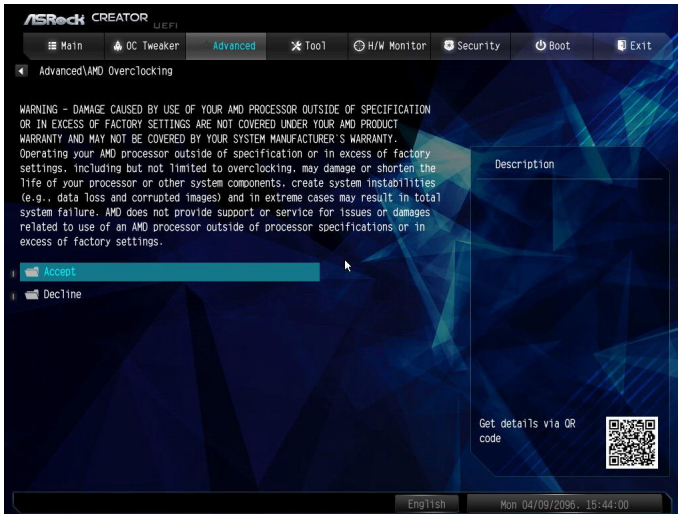 ASRock CREATOR UEFI
Main OC Tweaker Advanced Tool H/W Monitor Security Boot Exit
Advanced\AMD Overclocking
WARNING - DAMAGE CAUSED BY USE OF YOUR AMD PROCESSOR OUTSIDE OF SPECIFICATION
OR IN EXCESS OF FACTORY SETTINGS ARE NOT COVERED UNDER YOUR AMD PRODUCT
WARRANTY AND MAY NOT BE COVERED BY YOUR SYSTEM MANUFACTURER'S WARRANTY.
Operating your AMD processor outside of specification or in excess of factory
settings, including but not limited to overclocking, may damage or shorten the
life of your processor or other system components, create system instabilities
(e.g., data loss and corrupted images) and in extreme cases may result in total
system failure. AMD does not provide support or service for issues or damages
related to use of an AMD processor outside of processor specifications or in
excess of factory settings.
Accept
Decline
Description
Get details via QR
code
English
Mon 04/09/2096, 15:44:00